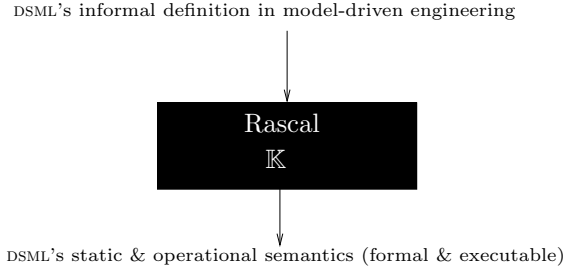 DSML's informal definition in model-driven engineering
Rascal
𝕂
DSML's static & operational semantics (formal & executable)